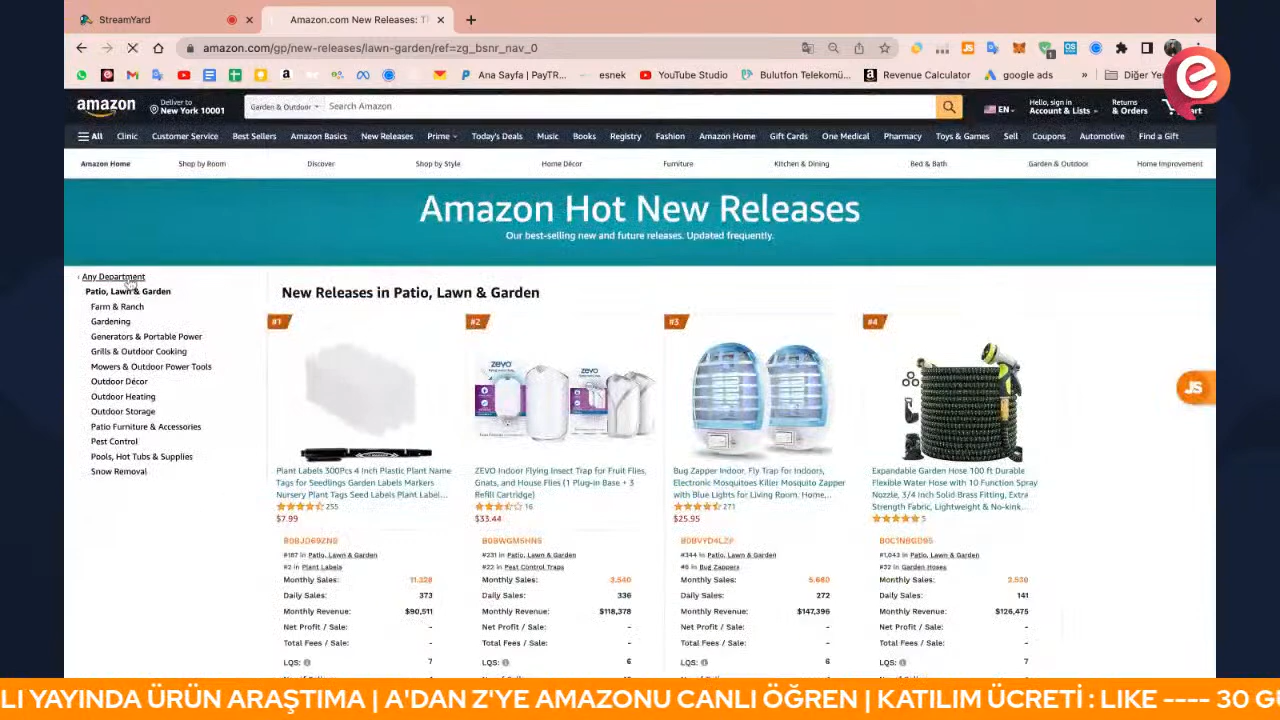 StreamYard
Amazon.com New Releases: T
amazon.com/gp/new-releases/lawn-garden/ref=zg_bsnr_nav_0
Ana Sayfa | PayTR,... esnek YouTube Studio Bulutfon Telekomü... Revenue Calculator google ads » Diğer Ye
amazon
Deliver to
New York 10001
Garden & Outdoor
Search Amazon
EN
Hello, sign in
Account & Lists
Returns
& Orders
All Clinic Customer Service Best Sellers Amazon Basics New Releases Prime Today's Deals Music Books Registry Fashion Amazon Home Gift Cards One Medical Pharmacy Toys & Games Sell Coupons Automotive Find a Gift
Amazon Home Shop by Room Discover Shop by Style Home Décor Furniture Kitchen & Dining Bed & Bath Garden & Outdoor Home Improvement
Amazon Hot New Releases
Our best-selling new and future releases. Updated frequently.
‹ Any Department
Patio, Lawn & Garden
Farm & Ranch
Gardening
Generators & Portable Power
Grills & Outdoor Cooking
Mowers & Outdoor Power Tools
Outdoor Décor
Outdoor Heating
Outdoor Storage
Patio Furniture & Accessories
Pest Control
Pools, Hot Tubs & Supplies
Snow Removal
New Releases in Patio, Lawn & Garden
#1
Plant Labels 300Pcs 4 Inch Plastic Plant Name
Tags for Seedlings Garden Labels Markers
Nursery Plant Tags Seed Labels Plant Label...
255
$7.99
#187 in Patio, Lawn & Garden
#2 in Plant Labels
Monthly Sales: 11,328
Daily Sales: 373
Monthly Revenue: $90,511
Net Profit / Sale: -
Total Fees / Sale: -
LQS: 7
#2
zevo
zevo
ZEVO Indoor Flying Insect Trap for Fruit Flies,
Gnats, and House Flies (1 Plug-in Base + 3
Refill Cartridge)
16
$33.44
B0BWGM5HNS
#231 in Patio, Lawn & Garden
#22 in Pest Control Traps
Monthly Sales: 3,540
Daily Sales: 336
Monthly Revenue: $118,378
Net Profit / Sale: -
Total Fees / Sale: -
LQS: 6
#3
Bug Zapper Indoor, Fly Trap for Indoors,
Electronic Mosquitoes Killer Mosquito Zapper
with Blue Lights for Living Room, Home,...
271
$25.95
B0BVYD4LZP
#344 in Patio, Lawn & Garden
#6 in Bug Zappers
Monthly Sales: 5,680
Daily Sales: 272
Monthly Revenue: $147,396
Net Profit / Sale: -
Total Fees / Sale: -
LQS: 6
#4
Expandable Garden Hose 100 ft Durable
Flexible Water Hose with 10 Function Spray
Nozzle, 3/4 Inch Solid Brass Fitting, Extra
Strength Fabric, Lightweight & No-kink...
5
#1,043 in Patio, Lawn & Garden
#32 in Garden Hoses
Monthly Sales: 2,530
Daily Sales: 141
Monthly Revenue: $126,475
Net Profit / Sale: -
Total Fees / Sale: -
LQS: 7
JS
LI YAYINDA ÜRÜN ARAŞTIMA | A'DAN Z'YE AMAZONU CANLI ÖĞREN | KATILIM ÜCRETİ : LIKE ---- 30 G